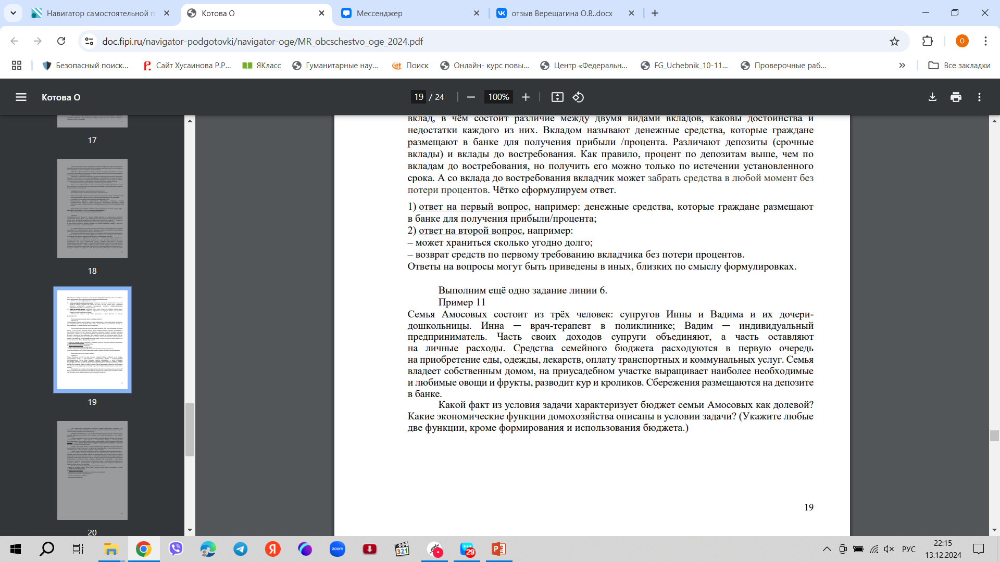 Навигатор самостоятельной п
Котова О
Мессенджер
отзыв Верещагина О.В..docx
doc.fipi.ru/navigator-podgotovki/navigator-oge/MR_obcschestvo_oge_2024.pdf
О
Безопасный поиск...
Сайт Хусаинова Р.Р...
ЯКласс
Гуманитарные нау...
Поиск
Онлайн- курс повы...
Центр «Федеральн...
FG_Uchebnik_10-11...
Проверочные раб...
Все закладки
Котова О
19 / 24
100%
17
18
19
20
вклад, в чём состоит различие между двумя видами вкладов, каковы достоинства и
недостатки каждого из них. Вкладом называют денежные средства, которые граждане
размещают в банке для получения прибыли /процента. Различают депозиты (срочные
вклады) и вклады до востребования. Как правило, процент по депозитам выше, чем по
вкладам до востребования, но получить его можно только по истечении установленного
срока. А со вклада до востребования вкладчик может забрать средства в любой момент без
потери процентов. Чётко сформулируем ответ.
1) ответ на первый вопрос, например: денежные средства, которые граждане размещают
в банке для получения прибыли/процента;
2) ответ на второй вопрос, например:
– может храниться сколько угодно долго;
– возврат средств по первому требованию вкладчика без потери процентов.
Ответы на вопросы могут быть приведены в иных, близких по смыслу формулировках.
Выполним ещё одно задание линии 6.
Пример 11
Семья Амосовых состоит из трёх человек: супругов Инны и Вадима и их дочери-
дошкольницы. Инна — врач-терапевт в поликлинике; Вадим — индивидуальный
предприниматель. Часть своих доходов супруги объединяют, а часть оставляют
на личные расходы. Средства семейного бюджета расходуются в первую очередь
на приобретение еды, одежды, лекарств, оплату транспортных и коммунальных услуг. Семья
владеет собственным домом, на приусадебном участке выращивает наиболее необходимые
и любимые овощи и фрукты, разводит кур и кроликов. Сбережения размещаются на депозите
в банке.
Какой факт из условия задачи характеризует бюджет семьи Амосовых как долевой?
Какие экономические функции домохозяйства описаны в условии задачи? (Укажите любые
две функции, кроме формирования и использования бюджета.)
19
zoom
321
29
РУС
22:15
13.12.2024